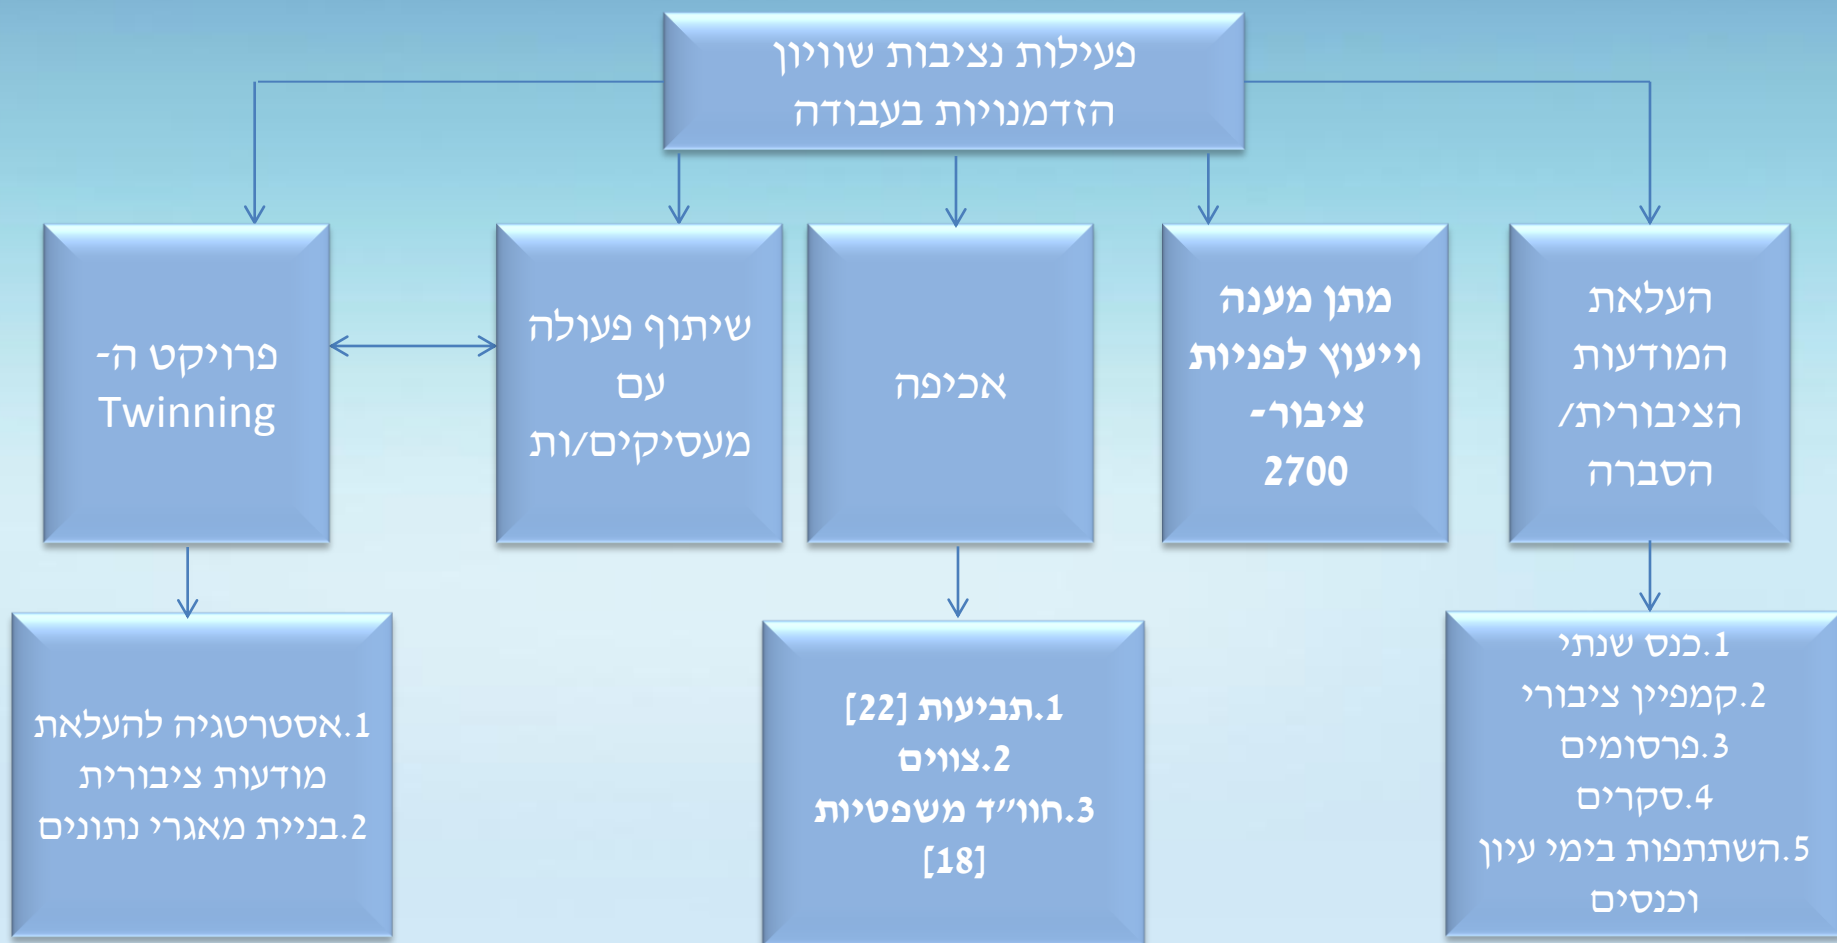 פעילות נציבות שוויון
הזדמנויות בעבודה
העלאת
המודעות
הציבורית/
הסברה
מתן מענה
וייעוץ לפניות
ציבור-
2700
אכיפה
שיתוף פעולה
עם
מעסיקים/ות
פרויקט ה-
Twinning
1.כנס שנתי
2.קמפיין ציבורי
3.פרסומים
4.סקרים
5.השתתפות בימי עיון
וכנסים
1.תביעות [22]
2.צווים
3.חוו״ד משפטיות
[18]
1.אסטרטגיה להעלאת
מודעות ציבורית
2.בניית מאגרי נתונים